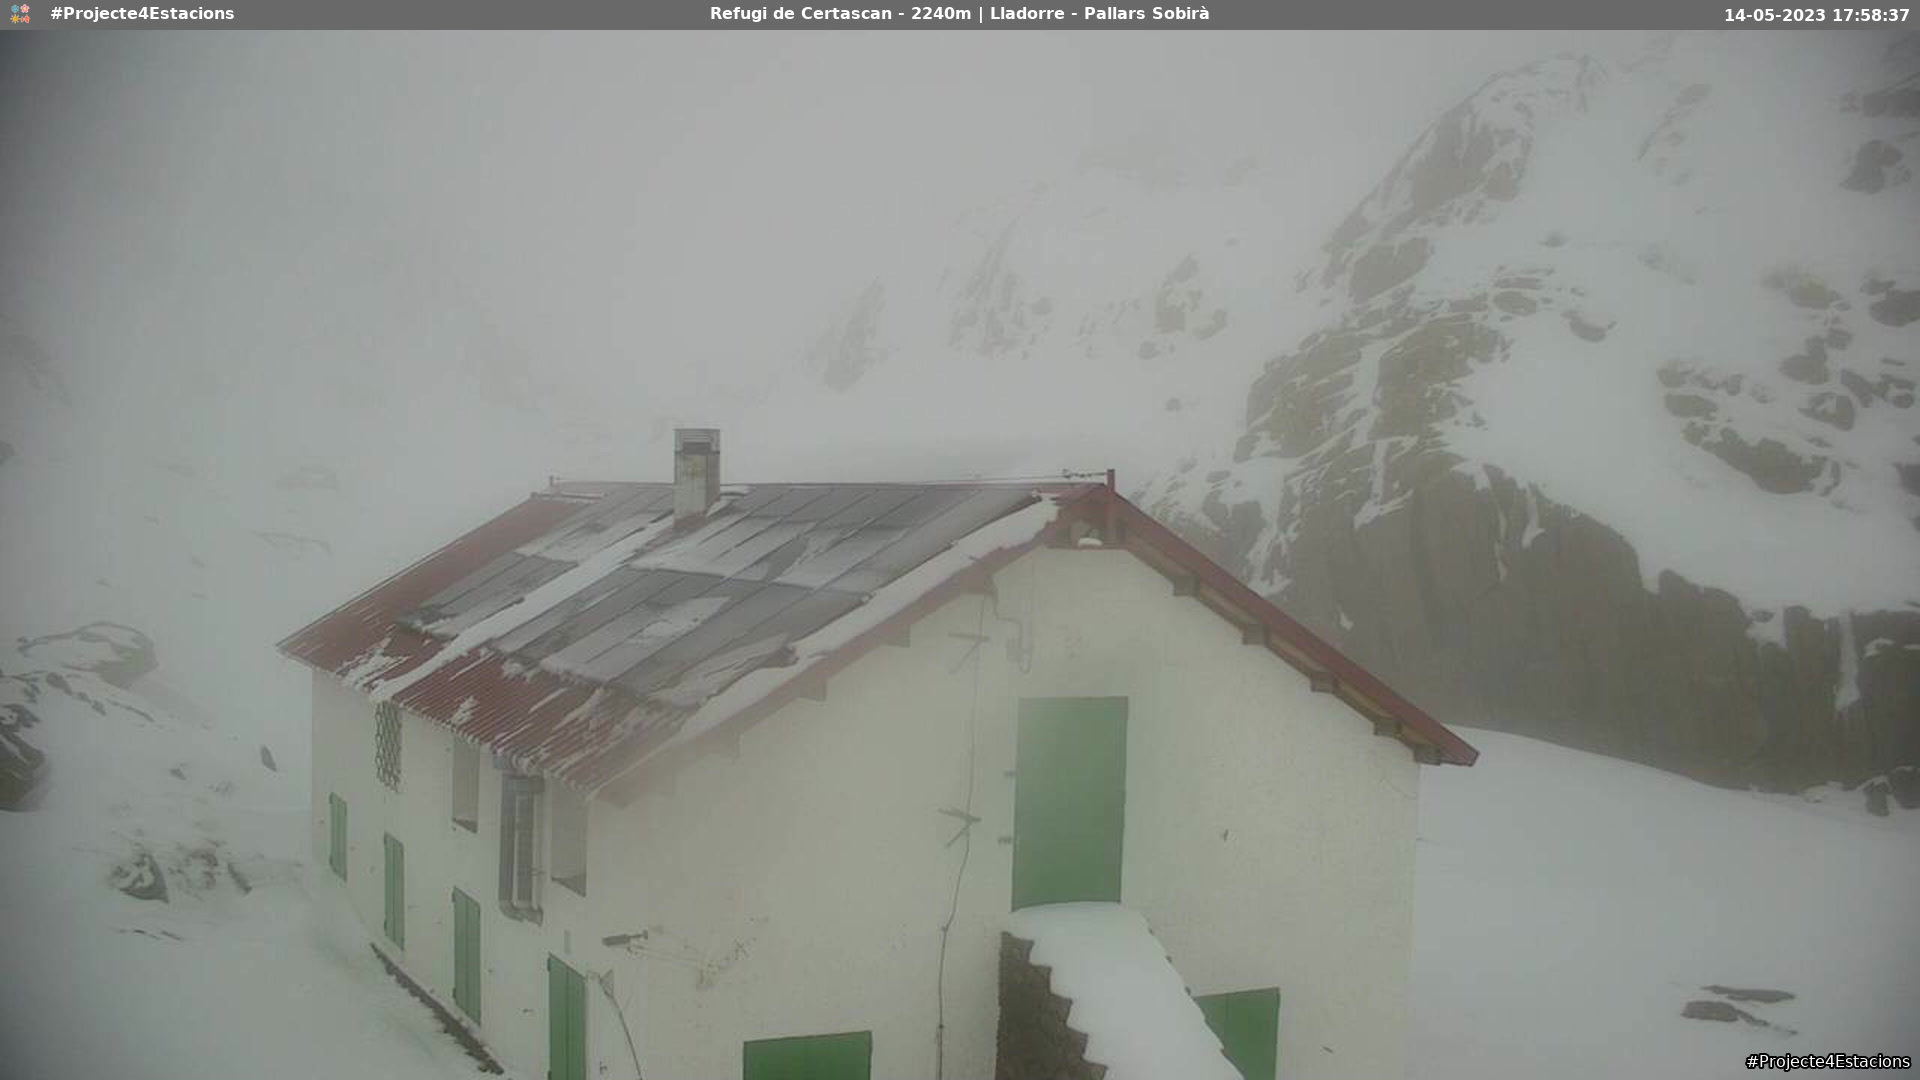 #Projecte4Estacions
Refugi de Certascan - 2240m | Lladorre - Pallars Sobirà
14-05-2023 17:58:37
#Projecte4Estacions